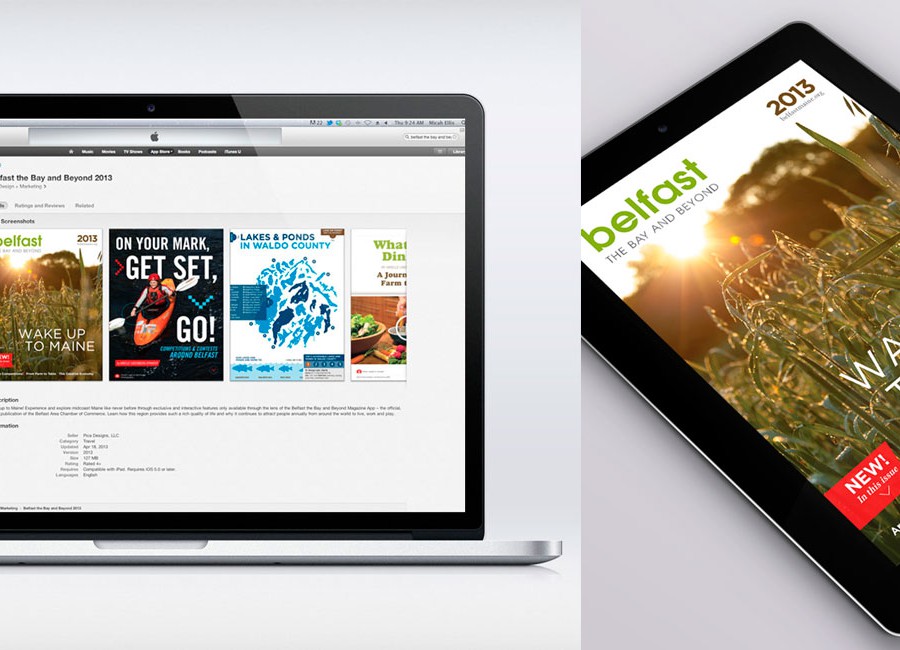 Thu 9:24 AM Micah Ellis
belfast the bay and be
Music Movies TV Shows App Store Books Podcasts iTunes U
fast the Bay and Beyond 2013
Design + Marketing
Ratings and Reviews Related
Screenshots
belfast 2013
THE BAY AND BEYOND
WAKE UP
TO MAINE
NEW!
ON YOUR MARK,
GET SET,
GO!
COMPETITIONS & CONTESTS
AROUND BELFAST
LAKES & PONDS
IN WALDO COUNTY
What
Din
A Journ
Farm t
cription
up to Maine! Experience and explore midcoast Maine like never before through exclusive and interactive features only available through the lens of the Belfast the Bay and Beyond Magazine App – the official
publication of the Belfast Area Chamber of Commerce. Learn how this region provides such a rich quality of life and why it continues to attract people annually from around the world to live, work and play.
rmation
Seller Pica Designs, LLC
Category Travel
Updated Apr 18, 2013
Version 2013
Size 107 MB
Rating Rated 4+
Requires Compatible with iPad. Requires iOS 5.0 or later.
Languages English
Marketing > Belfast the Bay and Beyond 2013
2013
belfastmaine.org
belfast
THE BAY AND BEYOND
WA
T
NEW!
In this issue